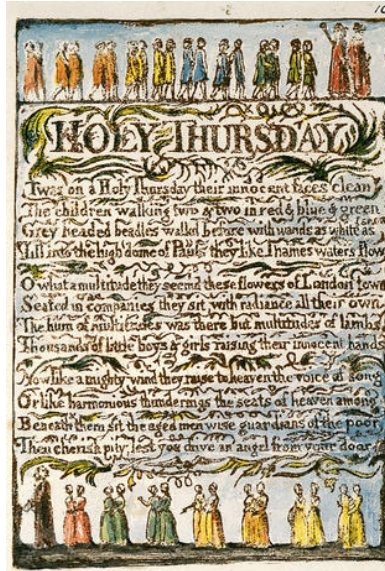 HOLY THURSDAY
Twas on a Holy Thursday their innocent faces clean
The children walking two & two in red & blue & green
Grey headed beadles walkd before with wands as white as snow
Till into the high dome of Pauls they like Thames waters flow
O what a multitude they seemd these flowers of London town
Seated in companies they sit with radiance all their own
The hum of multitudes was there but multitudes of lambs
Thousands of little boys & girls raising their innocent hands
Now like a mighty wind they raise to heaven the voice of song
Or like harmonious thunderings the seats of heaven among
Beneath them sit the aged men wise guardians of the poor
Then cherish pity, lest you drive an angel from your door